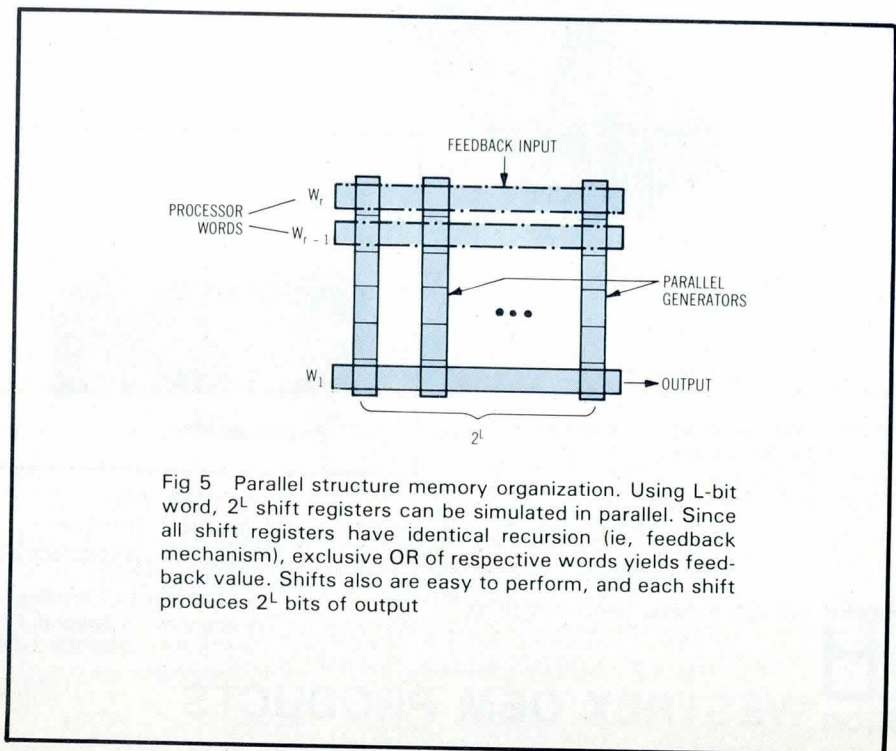 FEEDBACK INPUT
Wr
PROCESSOR
WORDS
Wr – 1
PARALLEL
GENERATORS
•••
W1
OUTPUT
2ᴸ
Fig 5 Parallel structure memory organization. Using L-bit
word, 2ᴸ shift registers can be simulated in parallel. Since
all shift registers have identical recursion (ie, feedback
mechanism), exclusive OR of respective words yields feed-
back value. Shifts also are easy to perform, and each shift
produces 2ᴸ bits of output